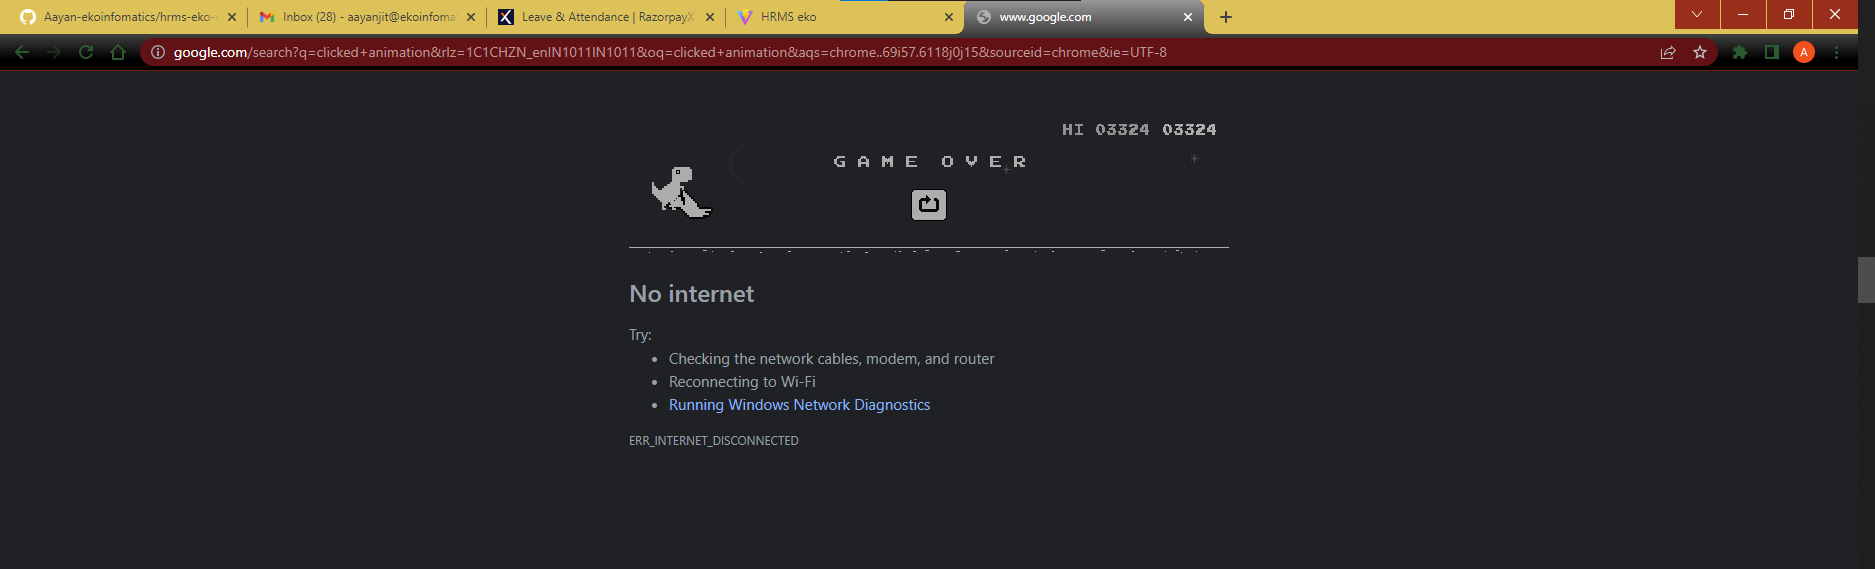 Aayan-ekoinfomatics/hrms-eko-v
Inbox (28) - aayanjit@ekoinfomat
Leave & Attendance | RazorpayX
HRMS eko
www.google.com
google.com/search?q=clicked+animation&rlz=1C1CHZN_enIN1011IN1011&oq=clicked+animation&aqs=chrome..69i57.6118j0j15&sourceid=chrome&ie=UTF-8
A
HI 03324 03324
GAME OVER
No internet
Try:
• Checking the network cables, modem, and router
• Reconnecting to Wi-Fi
• Running Windows Network Diagnostics
ERR_INTERNET_DISCONNECTED